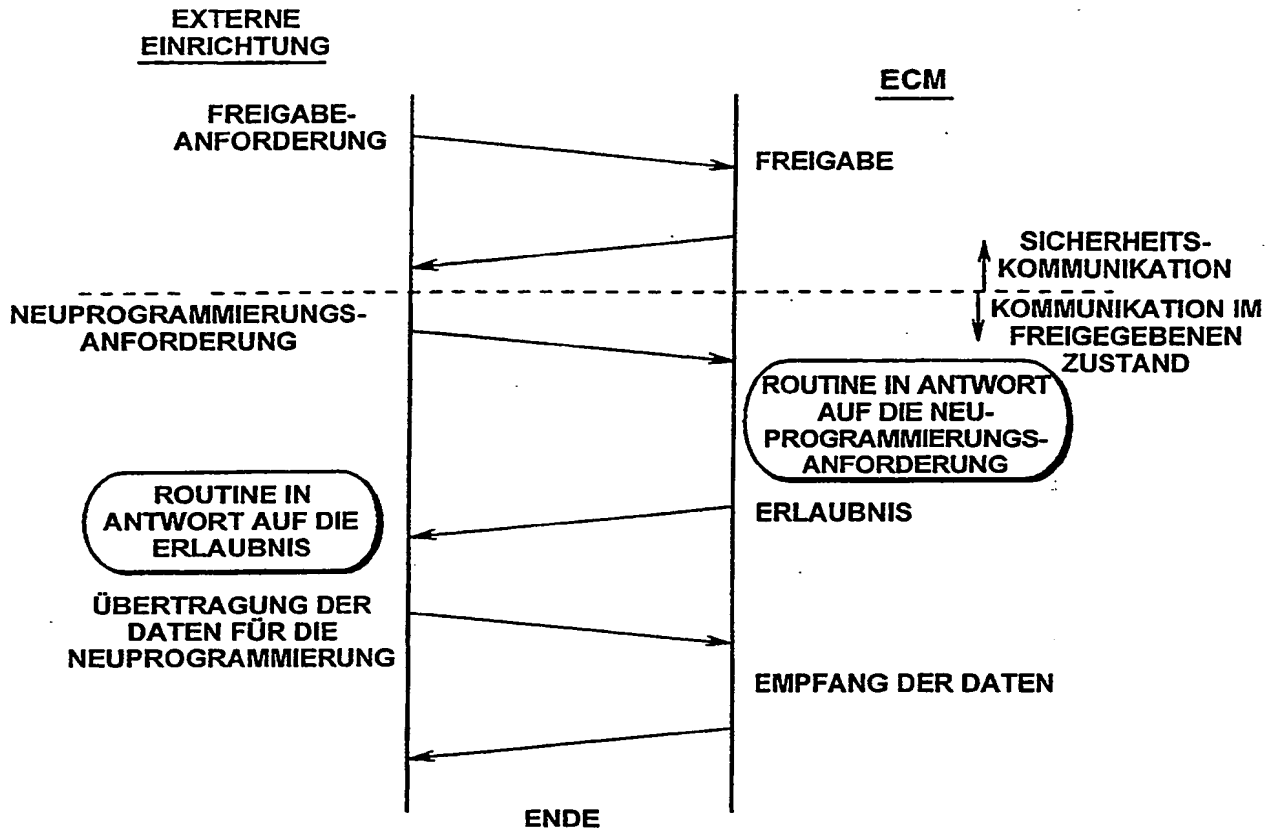 EXTERNE
EINRICHTUNG
ECM
FREIGABE-
ANFORDERUNG
FREIGABE
SICHERHEITS-
KOMMUNIKATION
NEUPROGRAMMIERUNGS-
ANFORDERUNG
KOMMUNIKATION IM
FREIGEGEBENEN
ZUSTAND
ROUTINE IN ANTWORT
AUF DIE NEU-
PROGRAMMIERUNGS-
ANFORDERUNG
ROUTINE IN
ANTWORT AUF DIE
ERLAUBNIS
ERLAUBNIS
ÜBERTRAGUNG DER
DATEN FÜR DIE
NEUPROGRAMMIERUNG
EMPFANG DER DATEN
ENDE